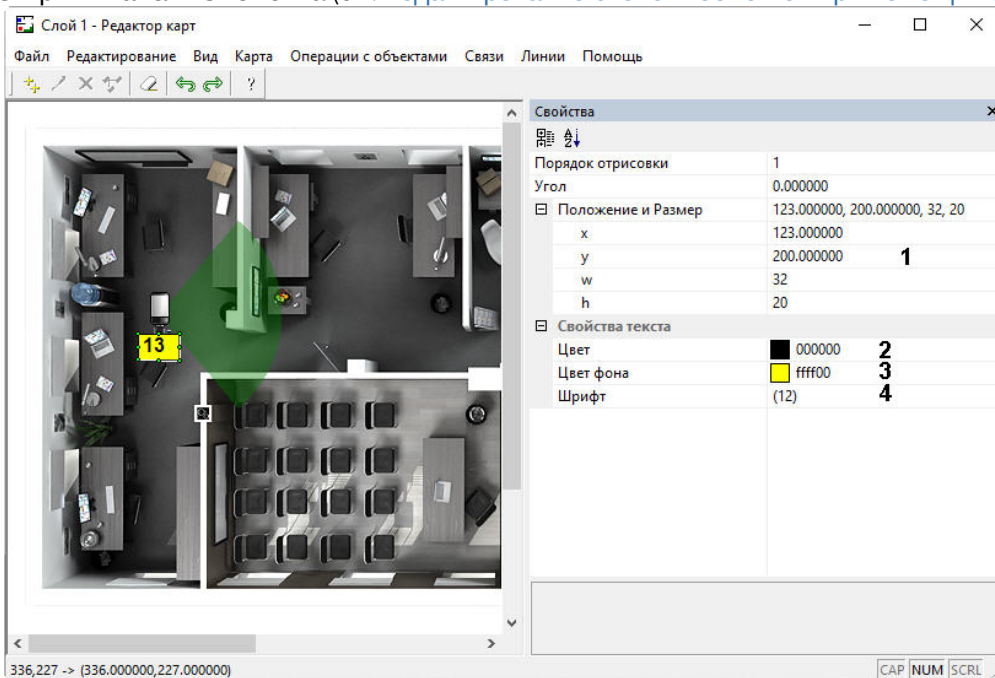 Слой 1 - Редактор карт
Файл Редактирование Вид Карта Операции с объектами Связи Линии Помощь
?
Свойства
Порядок отрисовки 1
Угол 0.000000
Положение и Размер 123.000000, 200.000000, 32, 20
x 123.000000
y 200.000000 1
w 32
h 20
Свойства текста
Цвет 000000 2
Цвет фона ffff00 3
Шрифт (12) 4
13
336,227 -> (336.000000,227.000000) CAP NUM SCRL